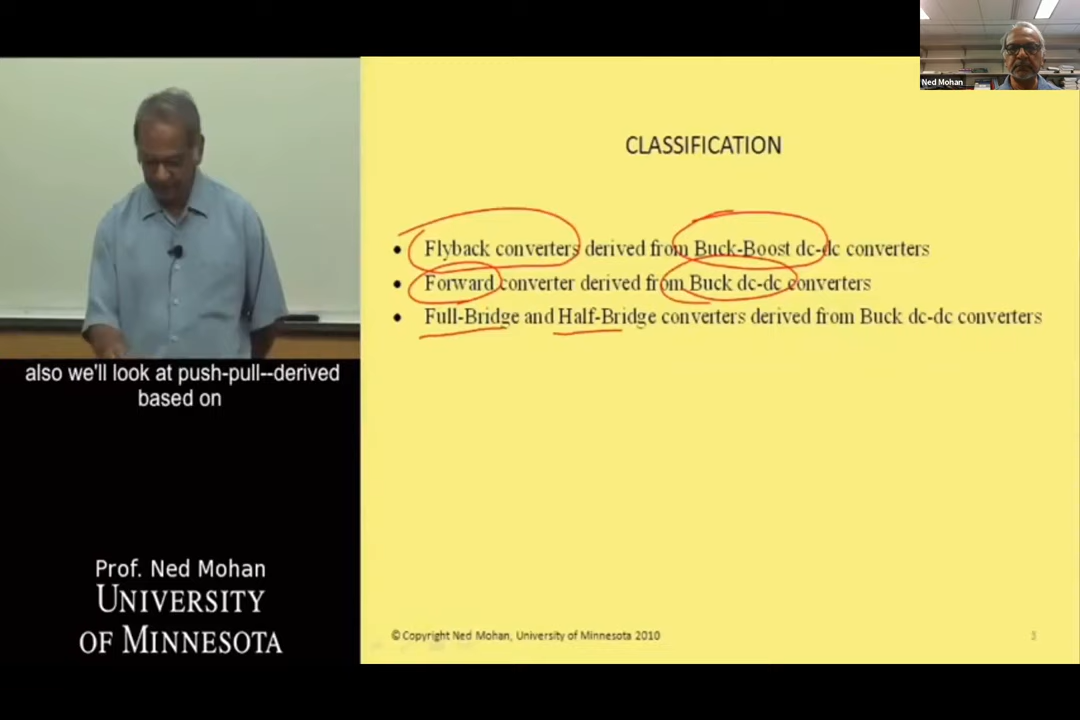 Ned Mohan
CLASSIFICATION
• Flyback converters derived from Buck-Boost dc-dc converters
• Forward converter derived from Buck dc-dc converters
• Full-Bridge and Half-Bridge converters derived from Buck dc-dc converters
also we'll look at push-pull--derived
based on
Prof. Ned Mohan
UNIVERSITY
OF MINNESOTA
© Copyright Ned Mohan, University of Minnesota 2010
3